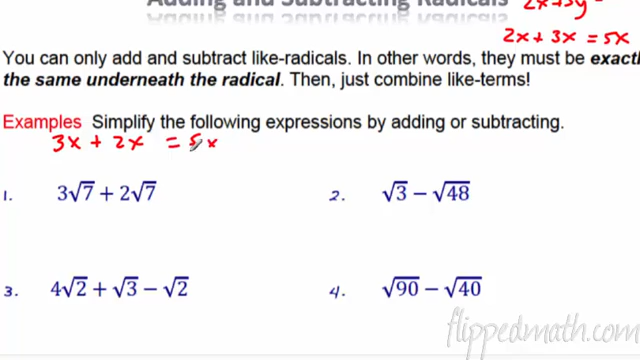 Adding and Subtracting Radicals
2x+3y
2x + 3x = 5x
You can only add and subtract like-radicals. In other words, they must be exactl
the same underneath the radical. Then, just combine like-terms!
Examples Simplify the following expressions by adding or subtracting.
3x + 2x = 5x
1. 3√7 + 2√7
2. √3 − √48
3. 4√2 + √3 − √2
4. √90 − √40
flippedmath.com